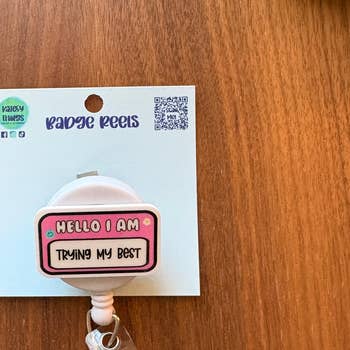 Badge Reels
HELLO I AM
TRYING MY BEST